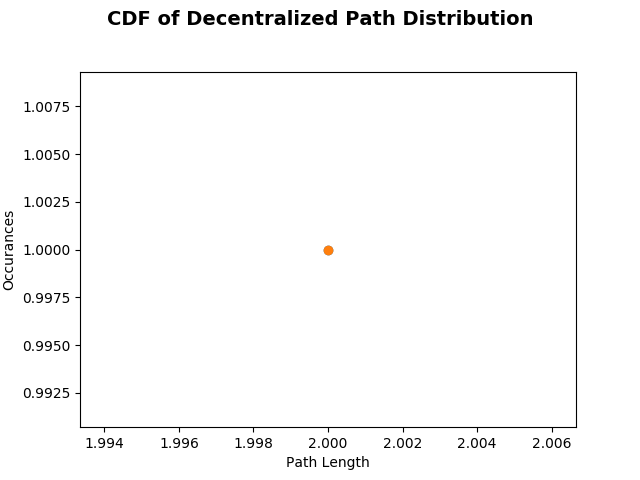 CDF of Decentralized Path Distribution
1.0075
1.0050
1.0025
1.0000
0.9975
0.9950
0.9925
Occurances
1.994 1.996 1.998 2.000 2.002 2.004 2.006
Path Length